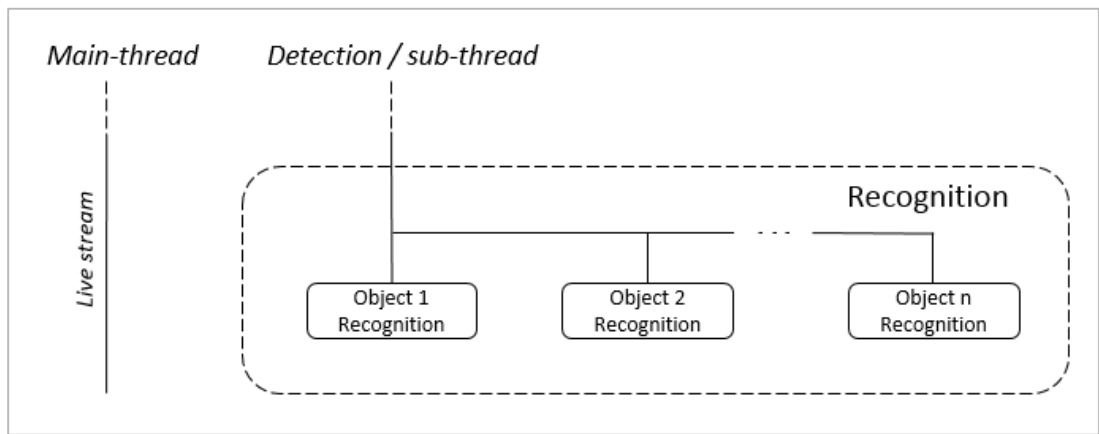 Main-thread
Detection / sub-thread
Live stream
Recognition
...
Object 1
Recognition
Object 2
Recognition
Object n
Recognition